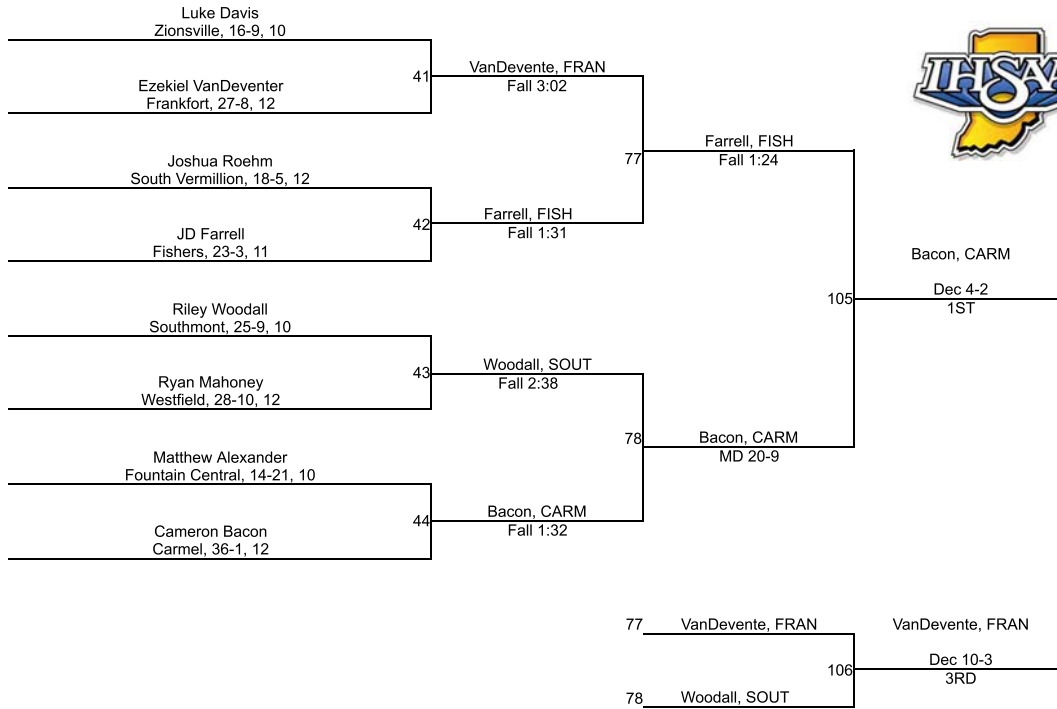 Luke Davis
Zionsville, 16-9, 10
41
Ezekiel VanDeventer
Frankfort, 27-8, 12
VanDevente, FRAN
Fall 3:02
77
Joshua Roehm
South Vermillion, 18-5, 12
42
JD Farrell
Fishers, 23-3, 11
Farrell, FISH
Fall 1:31
Farrell, FISH
Fall 1:24
105
Riley Woodall
Southmont, 25-9, 10
43
Ryan Mahoney
Westfield, 28-10, 12
Woodall, SOUT
Fall 2:38
78
Matthew Alexander
Fountain Central, 14-21, 10
44
Cameron Bacon
Carmel, 36-1, 12
Bacon, CARM
Fall 1:32
Bacon, CARM
MD 20-9
IHSAA
Bacon, CARM
Dec 4-2
1ST
77
VanDevente, FRAN
106
78
Woodall, SOUT
VanDevente, FRAN
Dec 10-3
3RD